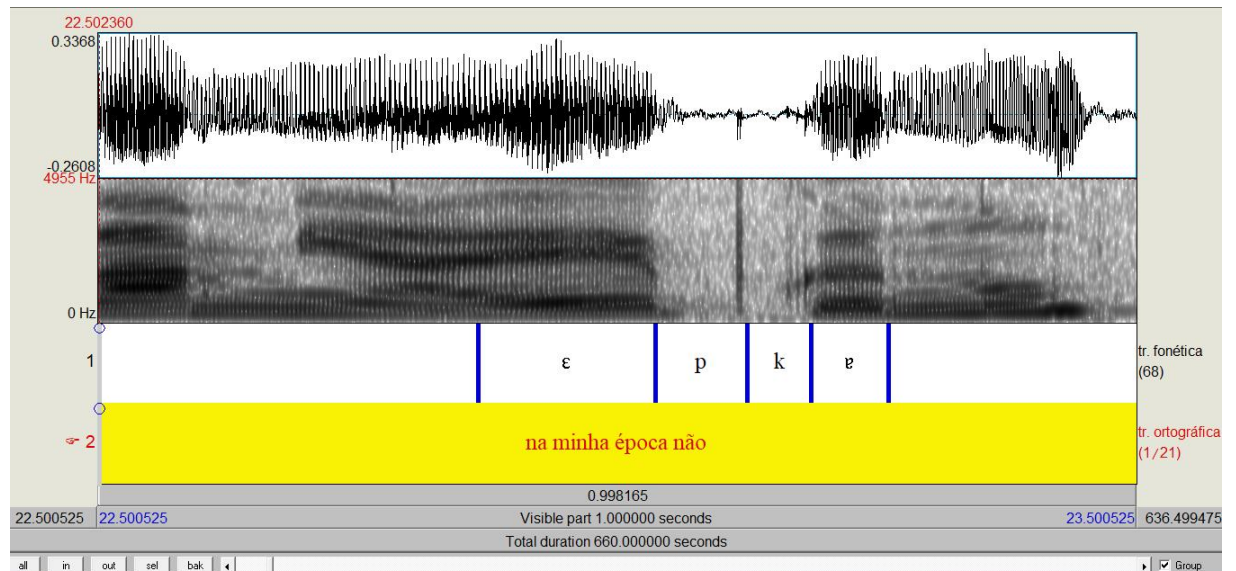 22.502360
0.3368
-0.2608
4955 Hz
0 Hz
1
ɛ p k ɐ
tr. fonética
(68)
☞ 2
na minha época não
tr. ortográfica
(1/21)
0.998165
22.500525 22.500525 Visible part 1.000000 seconds 23.500525 636.499475
Total duration 660.000000 seconds
all in out sel bak Group